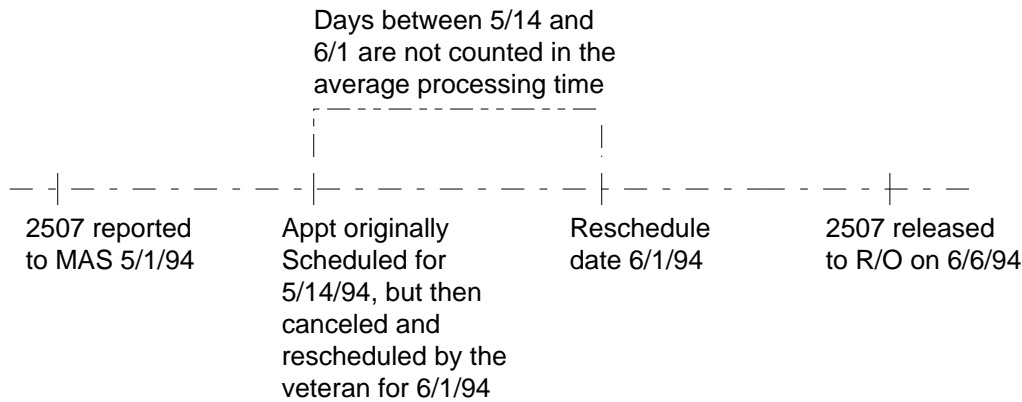 Days between 5/14 and
6/1 are not counted in the
average processing time
2507 reported
to MAS 5/1/94
Appt originally
Scheduled for
5/14/94, but then
canceled and
rescheduled by the
veteran for 6/1/94
Reschedule
date 6/1/94
2507 released
to R/O on 6/6/94